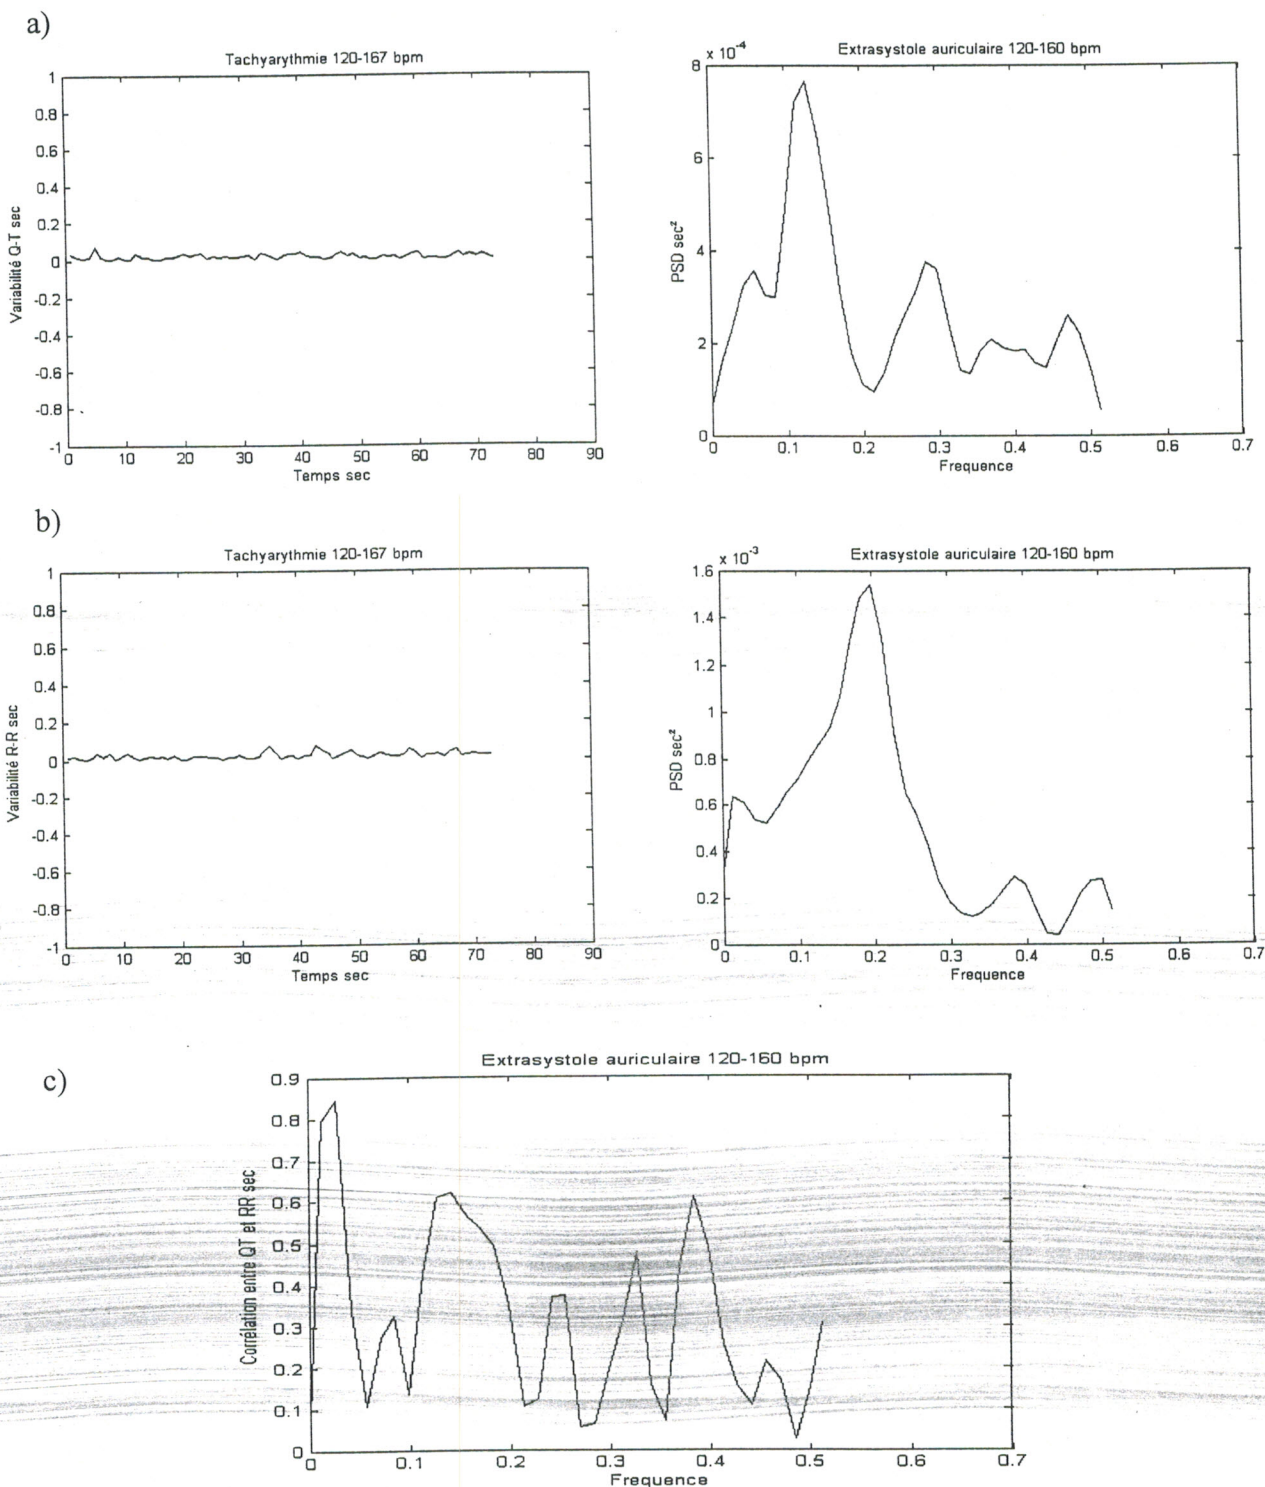 a)
Tachyarythmie 120-167 bpm
1
0.8
0.6
0.4
0.2
0
-0.2
-0.4
-0.6
-0.8
-1
Variabilité Q-T sec
0 10 20 30 40 50 60 70 80 90
Temps sec
Extrasystole auriculaire 120-160 bpm
x 10-4
8
6
4
2
0
PSD sec²
0 0.1 0.2 0.3 0.4 0.5 0.6 0.7
Frequence
b)
Tachyarythmie 120-167 bpm
1
0.8
0.6
0.4
0.2
0
-0.2
-0.4
-0.6
-0.8
-1
Variabilité R-R sec
0 10 20 30 40 50 60 70 80 90
Temps sec
Extrasystole auriculaire 120-160 bpm
x 10-3
1.6
1.4
1.2
1
0.8
0.6
0.4
0.2
0
PSD sec²
0 0.1 0.2 0.3 0.4 0.5 0.6 0.7
Frequence
c)
Extrasystole auriculaire 120-160 bpm
0.9
0.8
0.7
0.6
0.5
0.4
0.3
0.2
0.1
0
Corrélation entre QT et RR sec
0 0.1 0.2 0.3 0.4 0.5 0.6 0.7
Frequence